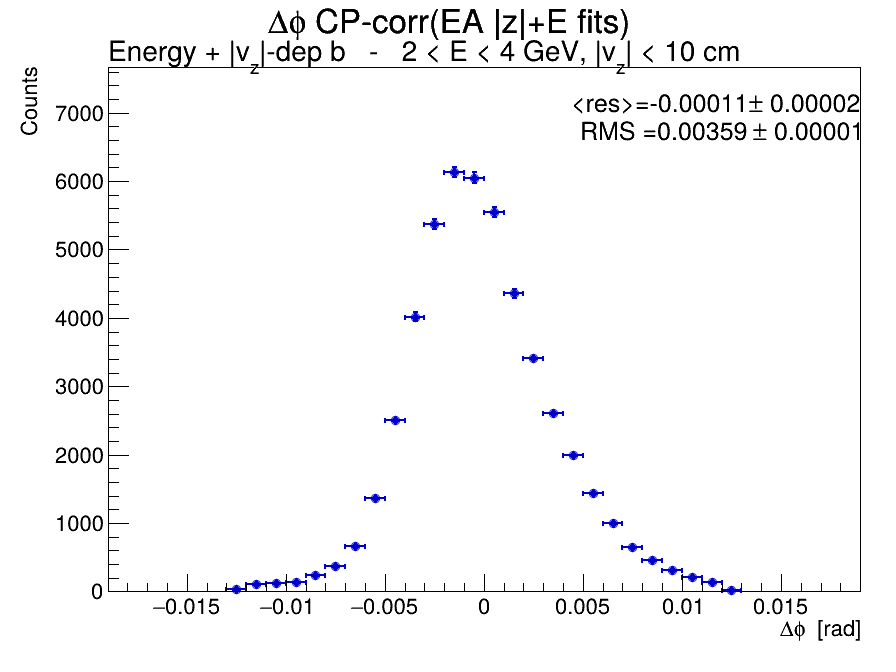 Δϕ CP-corr(EA |z|+E fits)
Energy + |v_z|-dep b - 2 < E < 4 GeV, |v_z| < 10 cm
<res>=-0.00011± 0.00002
RMS =0.00359 ± 0.00001
Counts
7000
6000
5000
4000
3000
2000
1000
0
−0.015 −0.01 −0.005 0 0.005 0.01 0.015
Δϕ [rad]